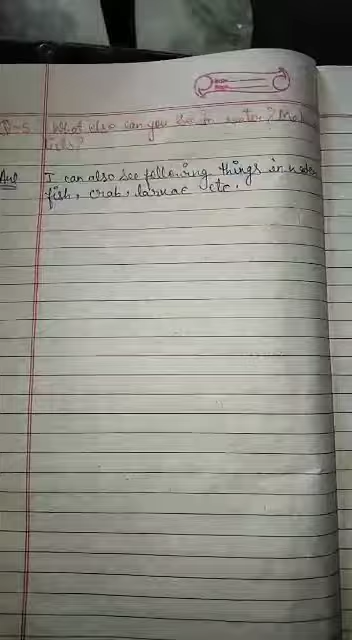 Q-5 What else can you see in water? Make
lists?
Ans I can also see following things in water
fish, crab, larvae etc.